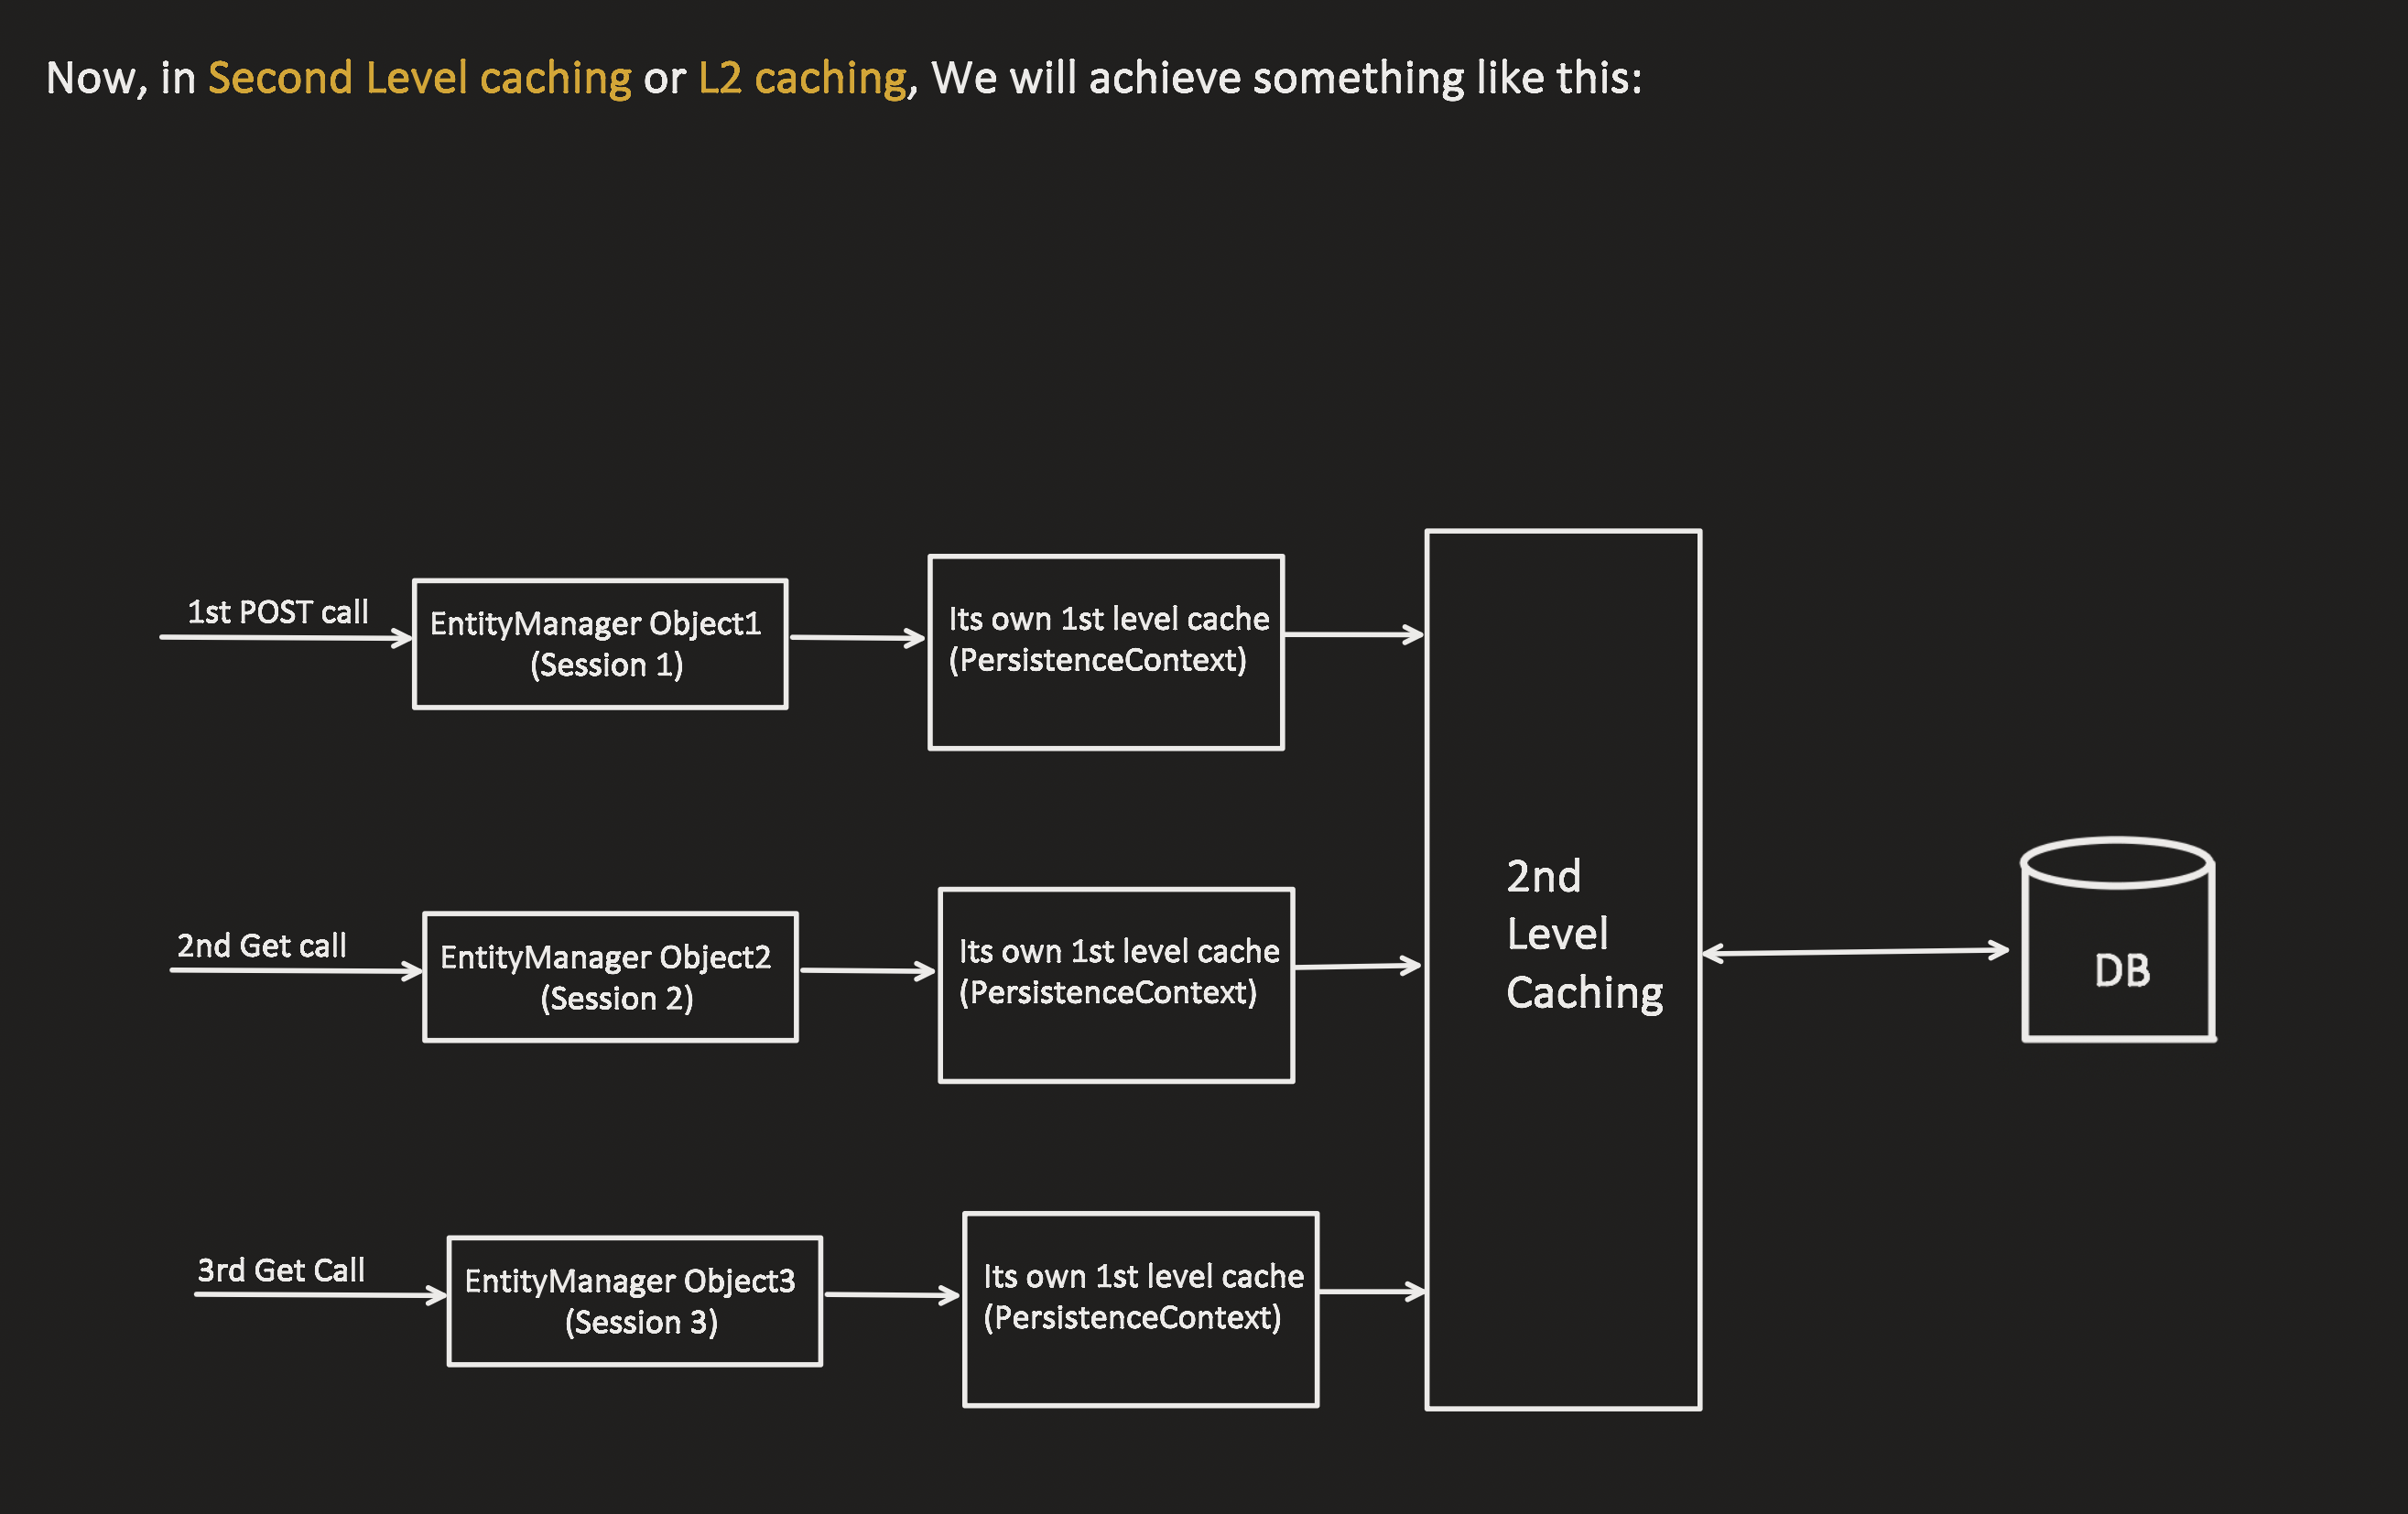 Now, in Second Level caching or L2 caching, We will achieve something like this:
1st POST call
EntityManager Object1
(Session 1)
Its own 1st level cache
(PersistenceContext)
2nd Get call
EntityManager Object2
(Session 2)
Its own 1st level cache
(PersistenceContext)
3rd Get Call
EntityManager Object3
(Session 3)
Its own 1st level cache
(PersistenceContext)
2nd
Level
Caching
DB